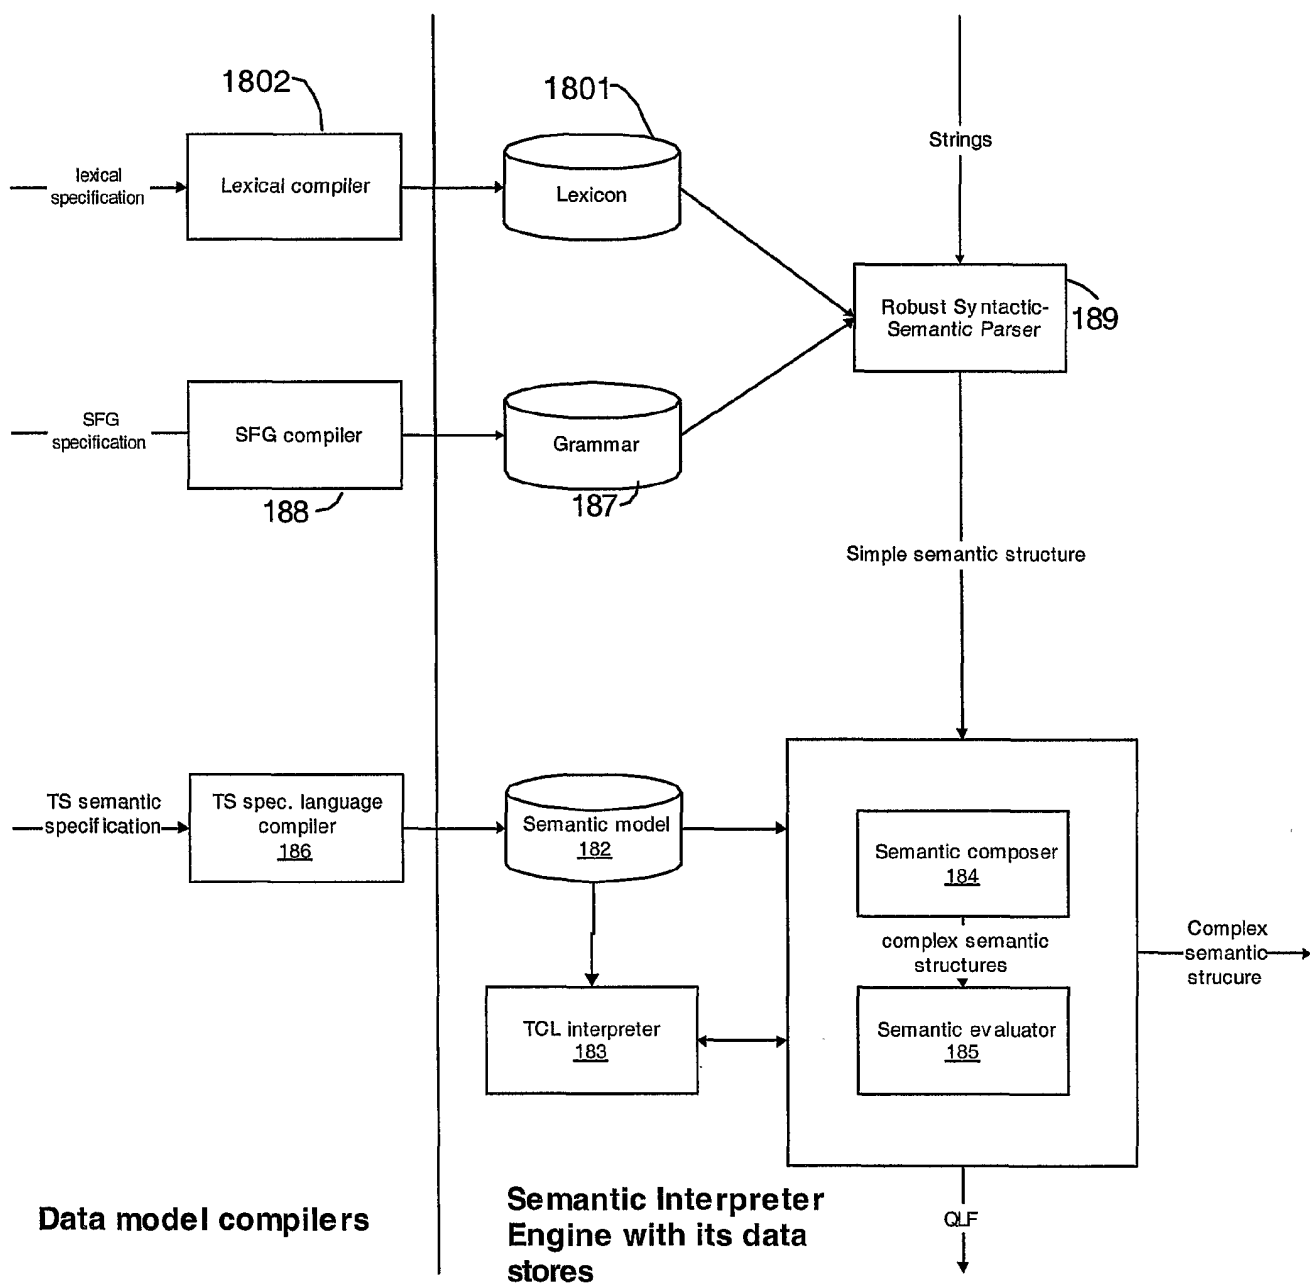 1802
1801
Strings
lexical
specification
Lexical compiler
Lexicon
Robust Syntactic-
Semantic Parser
189
SFG
specification
SFG compiler
Grammar
188
187
Simple semantic structure
TS semantic
specification
TS spec. language
compiler
186
Semantic model
182
Semantic composer
184
complex semantic
structures
Complex
semantic
strucure
TCL interpreter
183
Semantic evaluator
185
Data model compilers
Semantic Interpreter
Engine with its data
stores
QLF